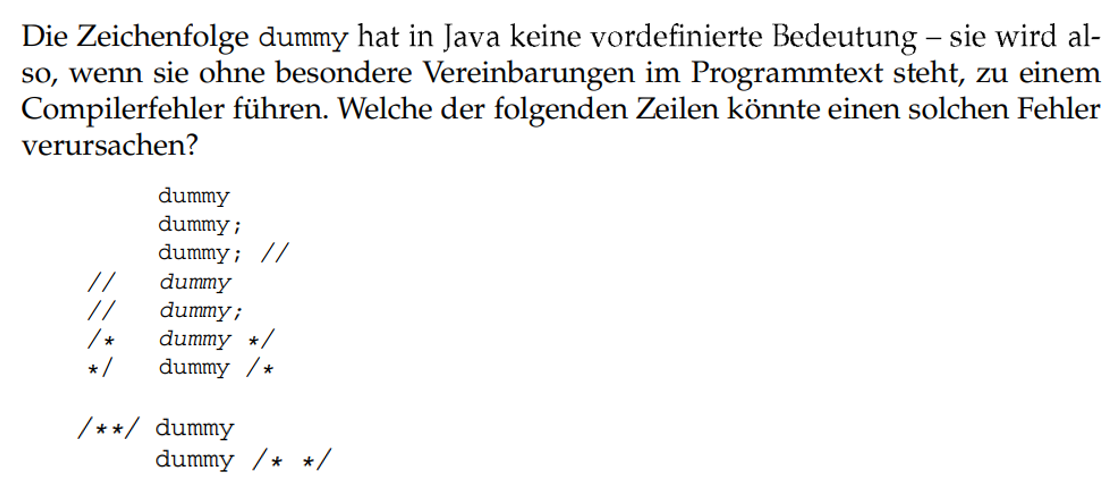 Die Zeichenfolge dummy hat in Java keine vordefinierte Bedeutung – sie wird al-
so, wenn sie ohne besondere Vereinbarungen im Programmtext steht, zu einem
Compilerfehler führen. Welche der folgenden Zeilen könnte einen solchen Fehler
verursachen?
dummy
dummy;
dummy; //
// dummy
// dummy;
/* dummy */
*/ dummy /*
/**/ dummy
dummy /* */